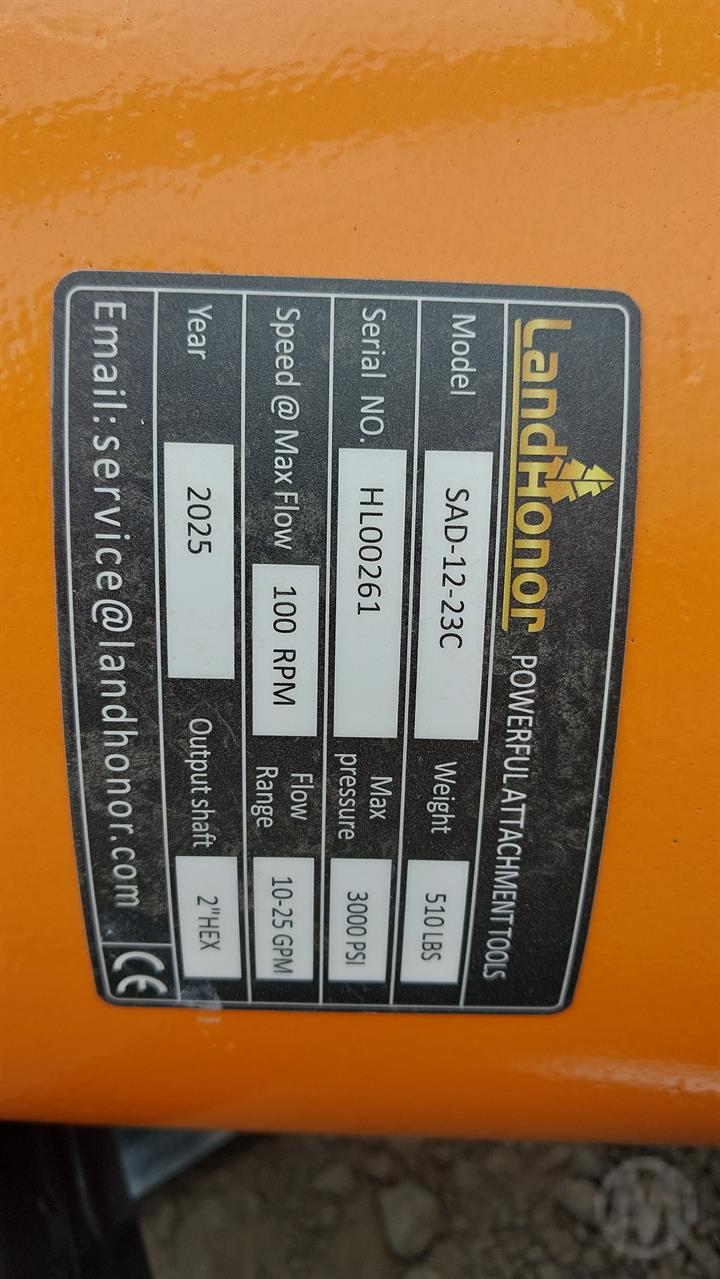 LandHonor POWERFUL ATTACHMENT TOOLS
Model SAD-12-23C Weight 510 LBS
Serial NO. HL00261 Max pressure 3000 PSI
Speed @ Max Flow 100 RPM Flow Range 10-25 GPM
Year 2025 Output shaft 2"HEX
Email:service@landhonor.com CE
M